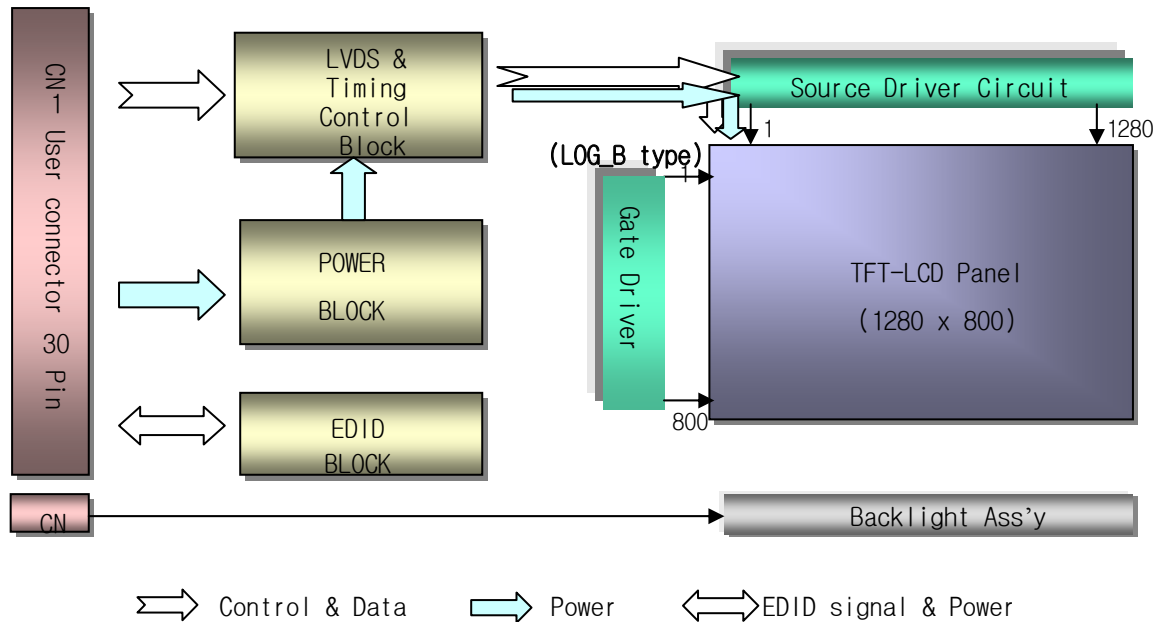 CN- User connector 30 Pin
LVDS &
Timing
Control
Block
POWER
BLOCK
EDID
BLOCK
Source Driver Circuit
1
1280
(LOG_B type)
1
Gate Driver
800
TFT-LCD Panel
(1280 x 800)
CN
Backlight Ass'y
Control & Data
Power
EDID signal & Power